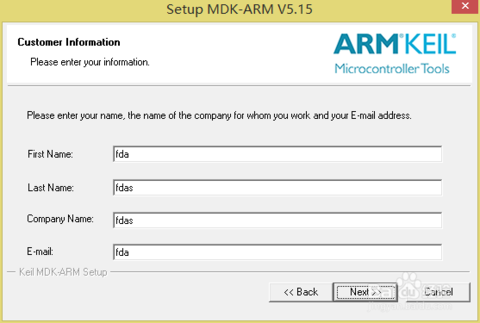 Setup MDK-ARM V5.15
Customer Information
Please enter your information.
ARM KEIL
Microcontroller Tools
Please enter your name, the name of the company for whom you work and your E-mail address.
First Name:
fda
Last Name:
fdas
Company Name:
fdas
E-mail:
fda
Keil MDK-ARM Setup
<< Back
Next >>
Cancel